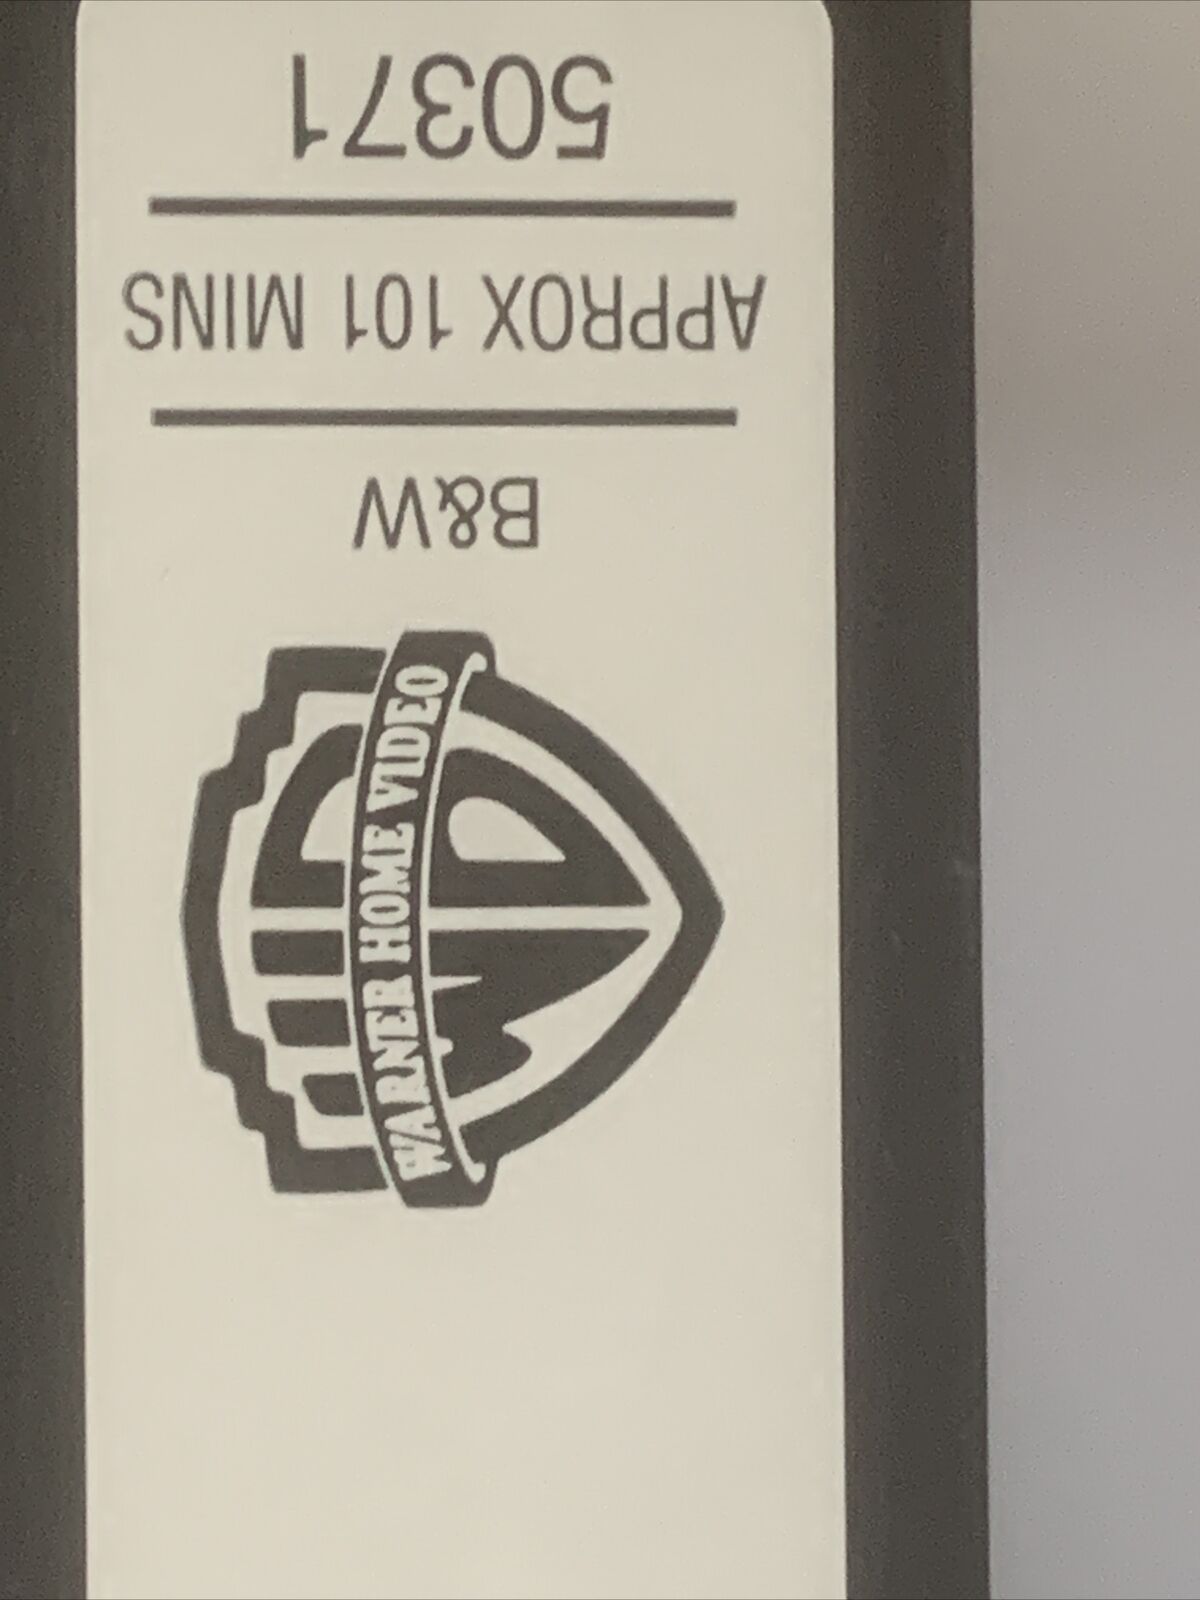 WARNER HOME VIDEO
B&W
APPROX 101 MINS
50371